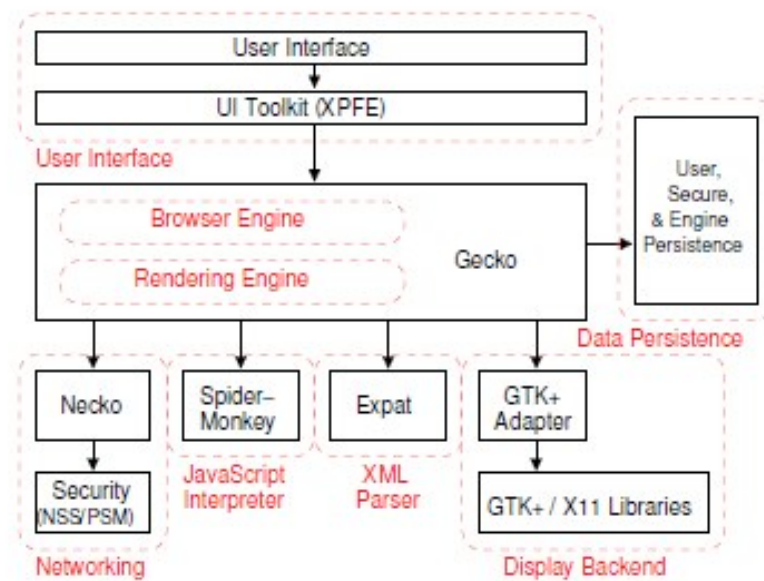 User Interface
UI Toolkit (XPFE)
User Interface
User,
Secure,
& Engine
Persistence
Data Persistence
Browser Engine
Rendering Engine
Gecko
Necko
Security
(NSS/PSM)
Networking
Spider–
Monkey
JavaScript
Interpreter
Expat
XML
Parser
GTK+
Adapter
GTK+ / X11 Libraries
Display Backend